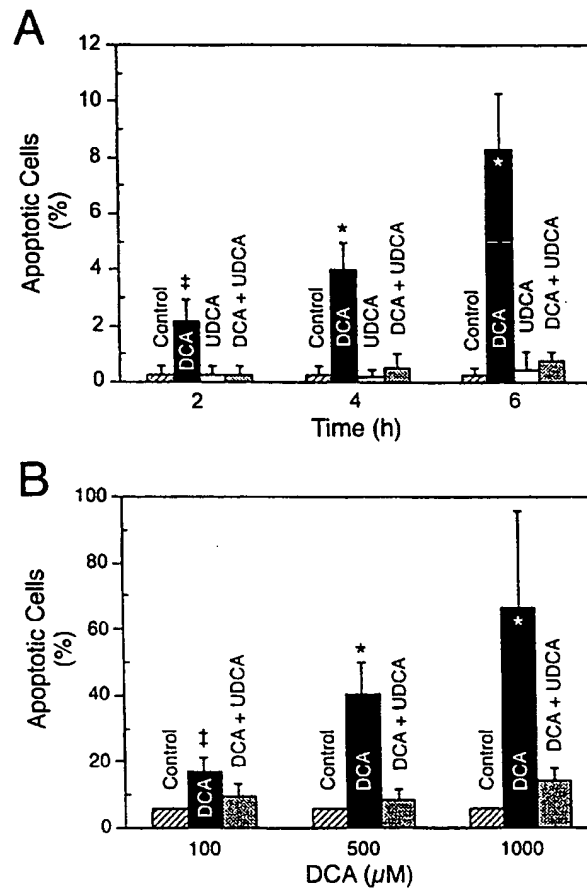 A
12
10
8
6
4
2
0
Apoptotic Cells
(%)
Control
DCA
‡
UDCA
DCA + UDCA
Control
DCA
*
UDCA
DCA + UDCA
Control
DCA
*
UDCA
DCA + UDCA
2
4
6
Time (h)
B
100
80
60
40
20
0
Apoptotic Cells
(%)
Control
DCA
‡
DCA + UDCA
Control
DCA
*
DCA + UDCA
Control
DCA
*
DCA + UDCA
100
500
1000
DCA (µM)